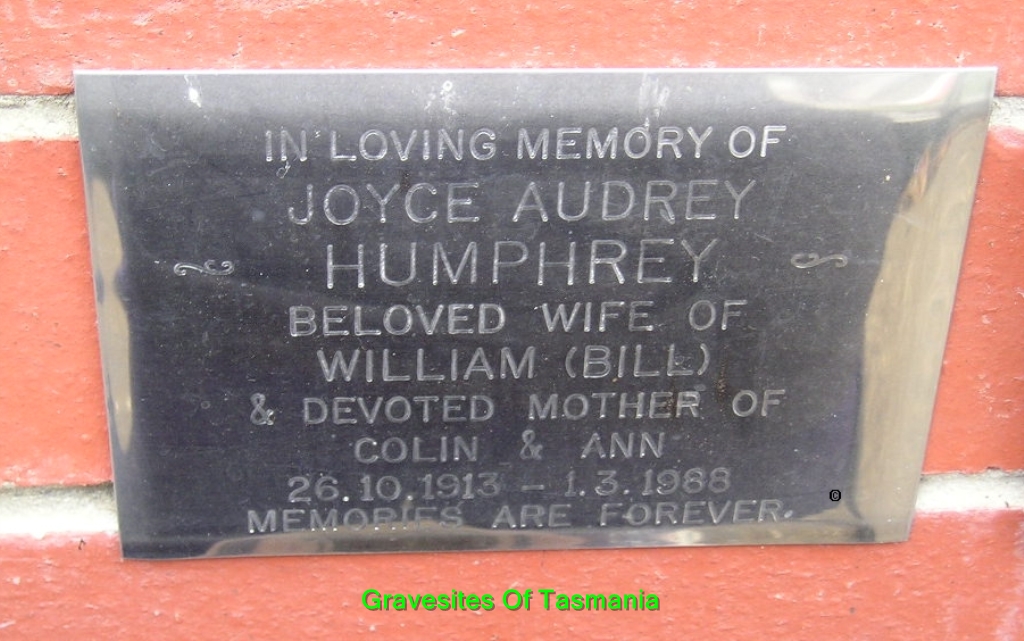 IN LOVING MEMORY OF
JOYCE AUDREY
HUMPHREY
BELOVED WIFE OF
WILLIAM (BILL)
& DEVOTED MOTHER OF
COLIN & ANN
26.10.1913 – 1.3.1988
MEMORIES ARE FOREVER.
©
Gravesites Of Tasmania